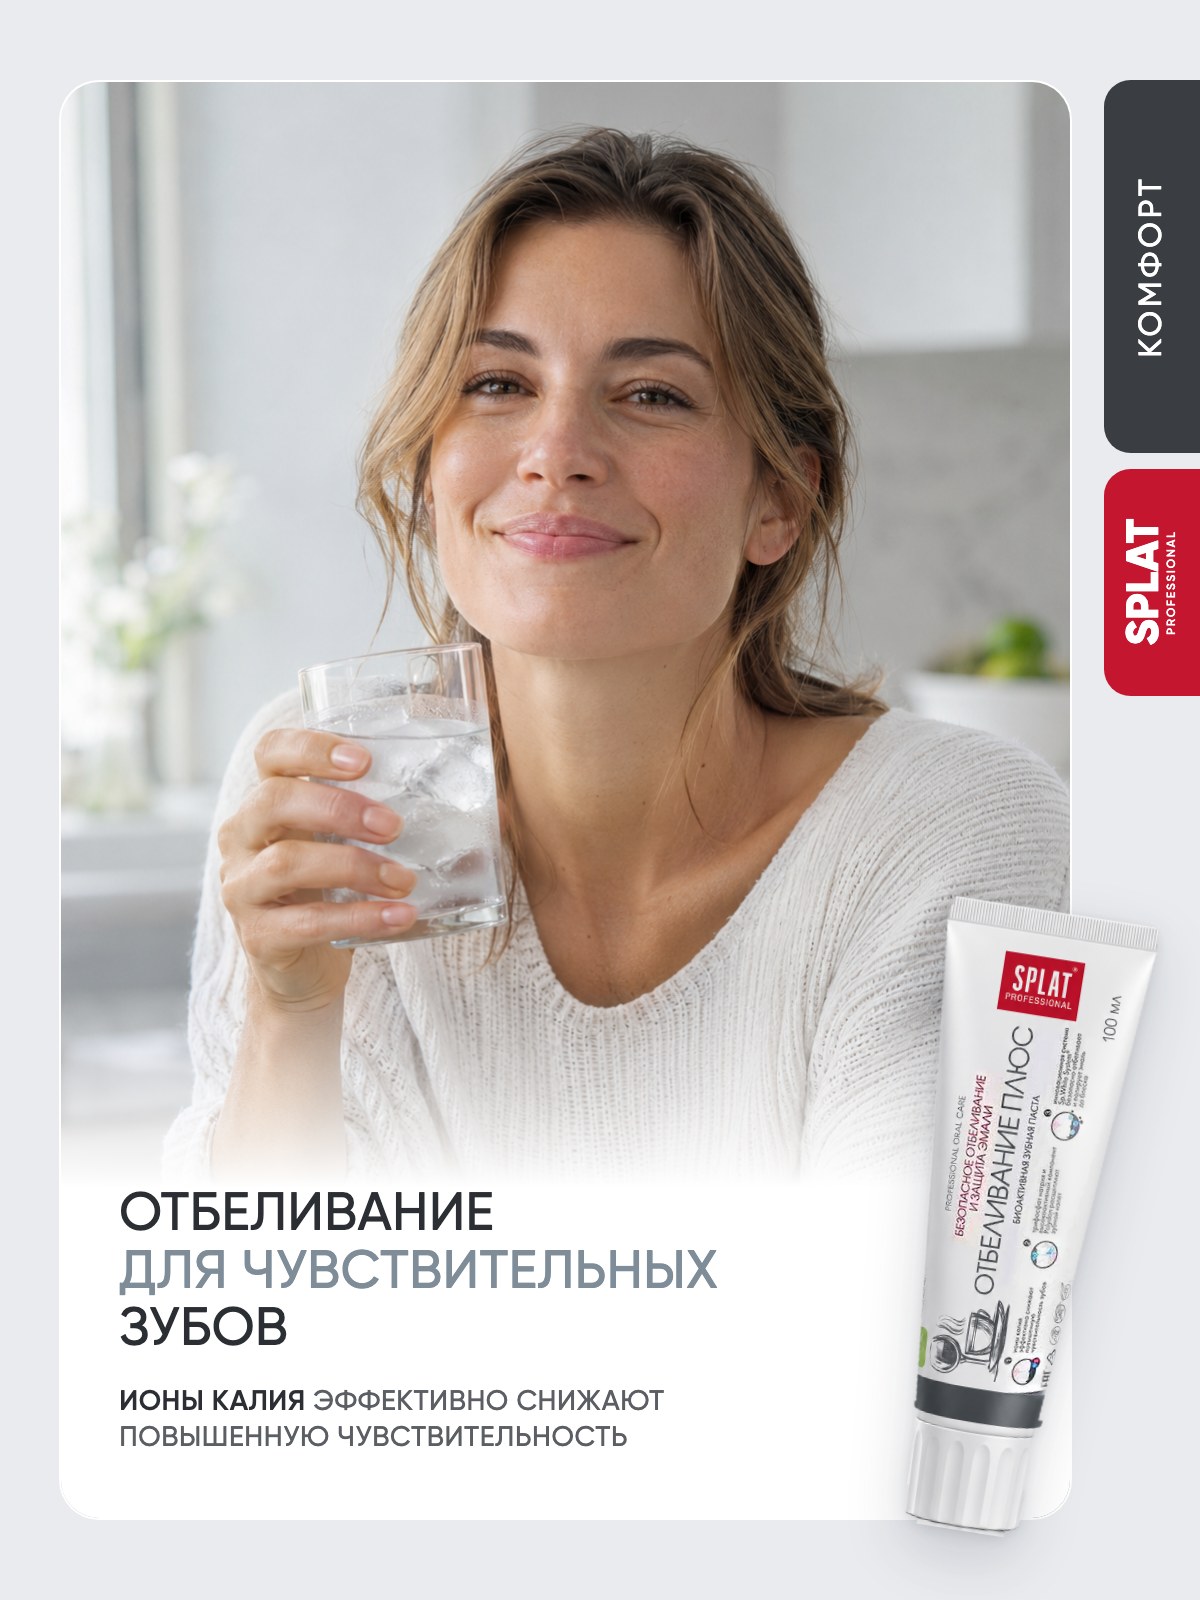 КОМФОРТ
SPLAT
PROFESSIONAL
ОТБЕЛИВАНИЕ
ДЛЯ ЧУВСТВИТЕЛЬНЫХ
ЗУБОВ
ИОНЫ КАЛИЯ ЭФФЕКТИВНО СНИЖАЮТ
ПОВЫШЕННУЮ ЧУВСТВИТЕЛЬНОСТЬ
SPLAT
PROFESSIONAL
100 МЛ
PROFESSIONAL ORAL CARE
БЕЗОПАСНОЕ ОТБЕЛИВАНИЕ
И ЗАЩИТА ЭМАЛИ
ОТБЕЛИВАНИЕ ПЛЮС
БИОАКТИВНАЯ ЗУБНАЯ ПАСТА